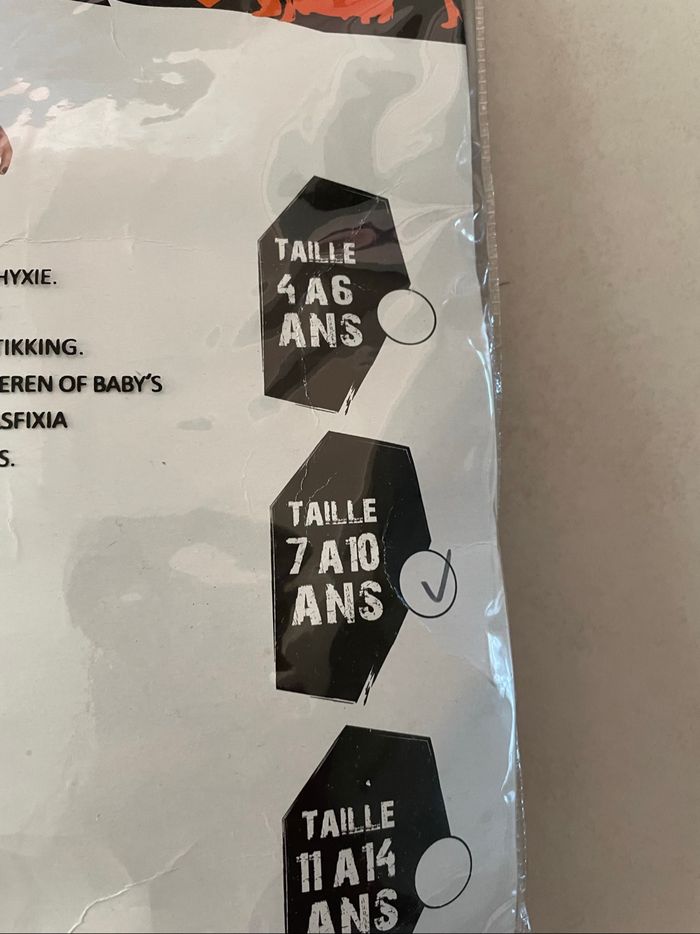 HYXIE.
TIKKING.
EREN OF BABY'S
SFIXIA
S.
TAILLE
4 A 6
ANS
TAILLE
7 A 10
ANS
TAILLE
11 A 14
ANS